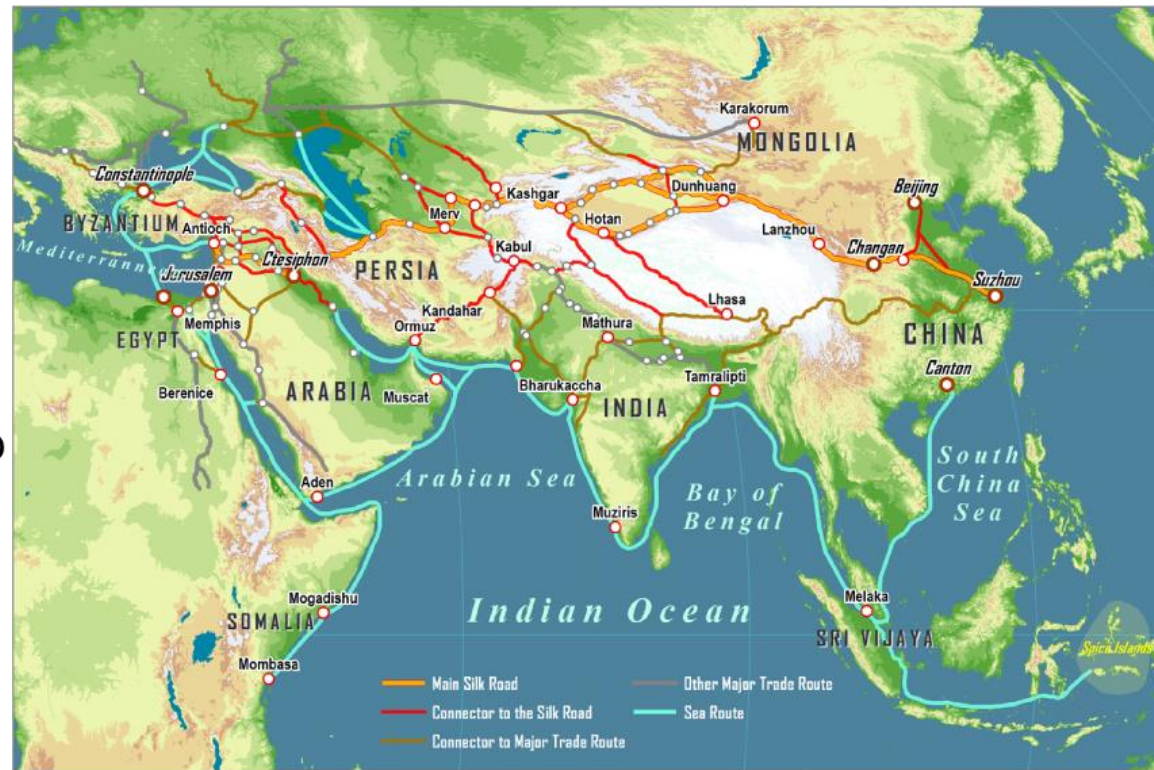 Karakorum
MONGOLIA
Constantinople
Kashgar
Dunhuang
Beijing
BYZANTIUM
Merv
Hotan
Antioch
Lanzhou
Changan
Mediterranne
Ctesiphon
Kabul
Jurusalem
PERSIA
Suzhou
Kandahar
Lhasa
Memphis
Ormuz
Mathura
CHINA
EGYPT
Canton
Berenice
ARABIA
Muscat
Bharukaccha
Tamralipti
INDIA
Aden
Arabian Sea
South
China
Sea
Bay of
Bengal
Muziris
Mogadishu
SOMALIA
Indian Ocean
Melaka
SRI VIJAYA
Spice Islands
Mombasa
Main Silk Road
Other Major Trade Route
Connector to the Silk Road
Sea Route
Connector to Major Trade Route